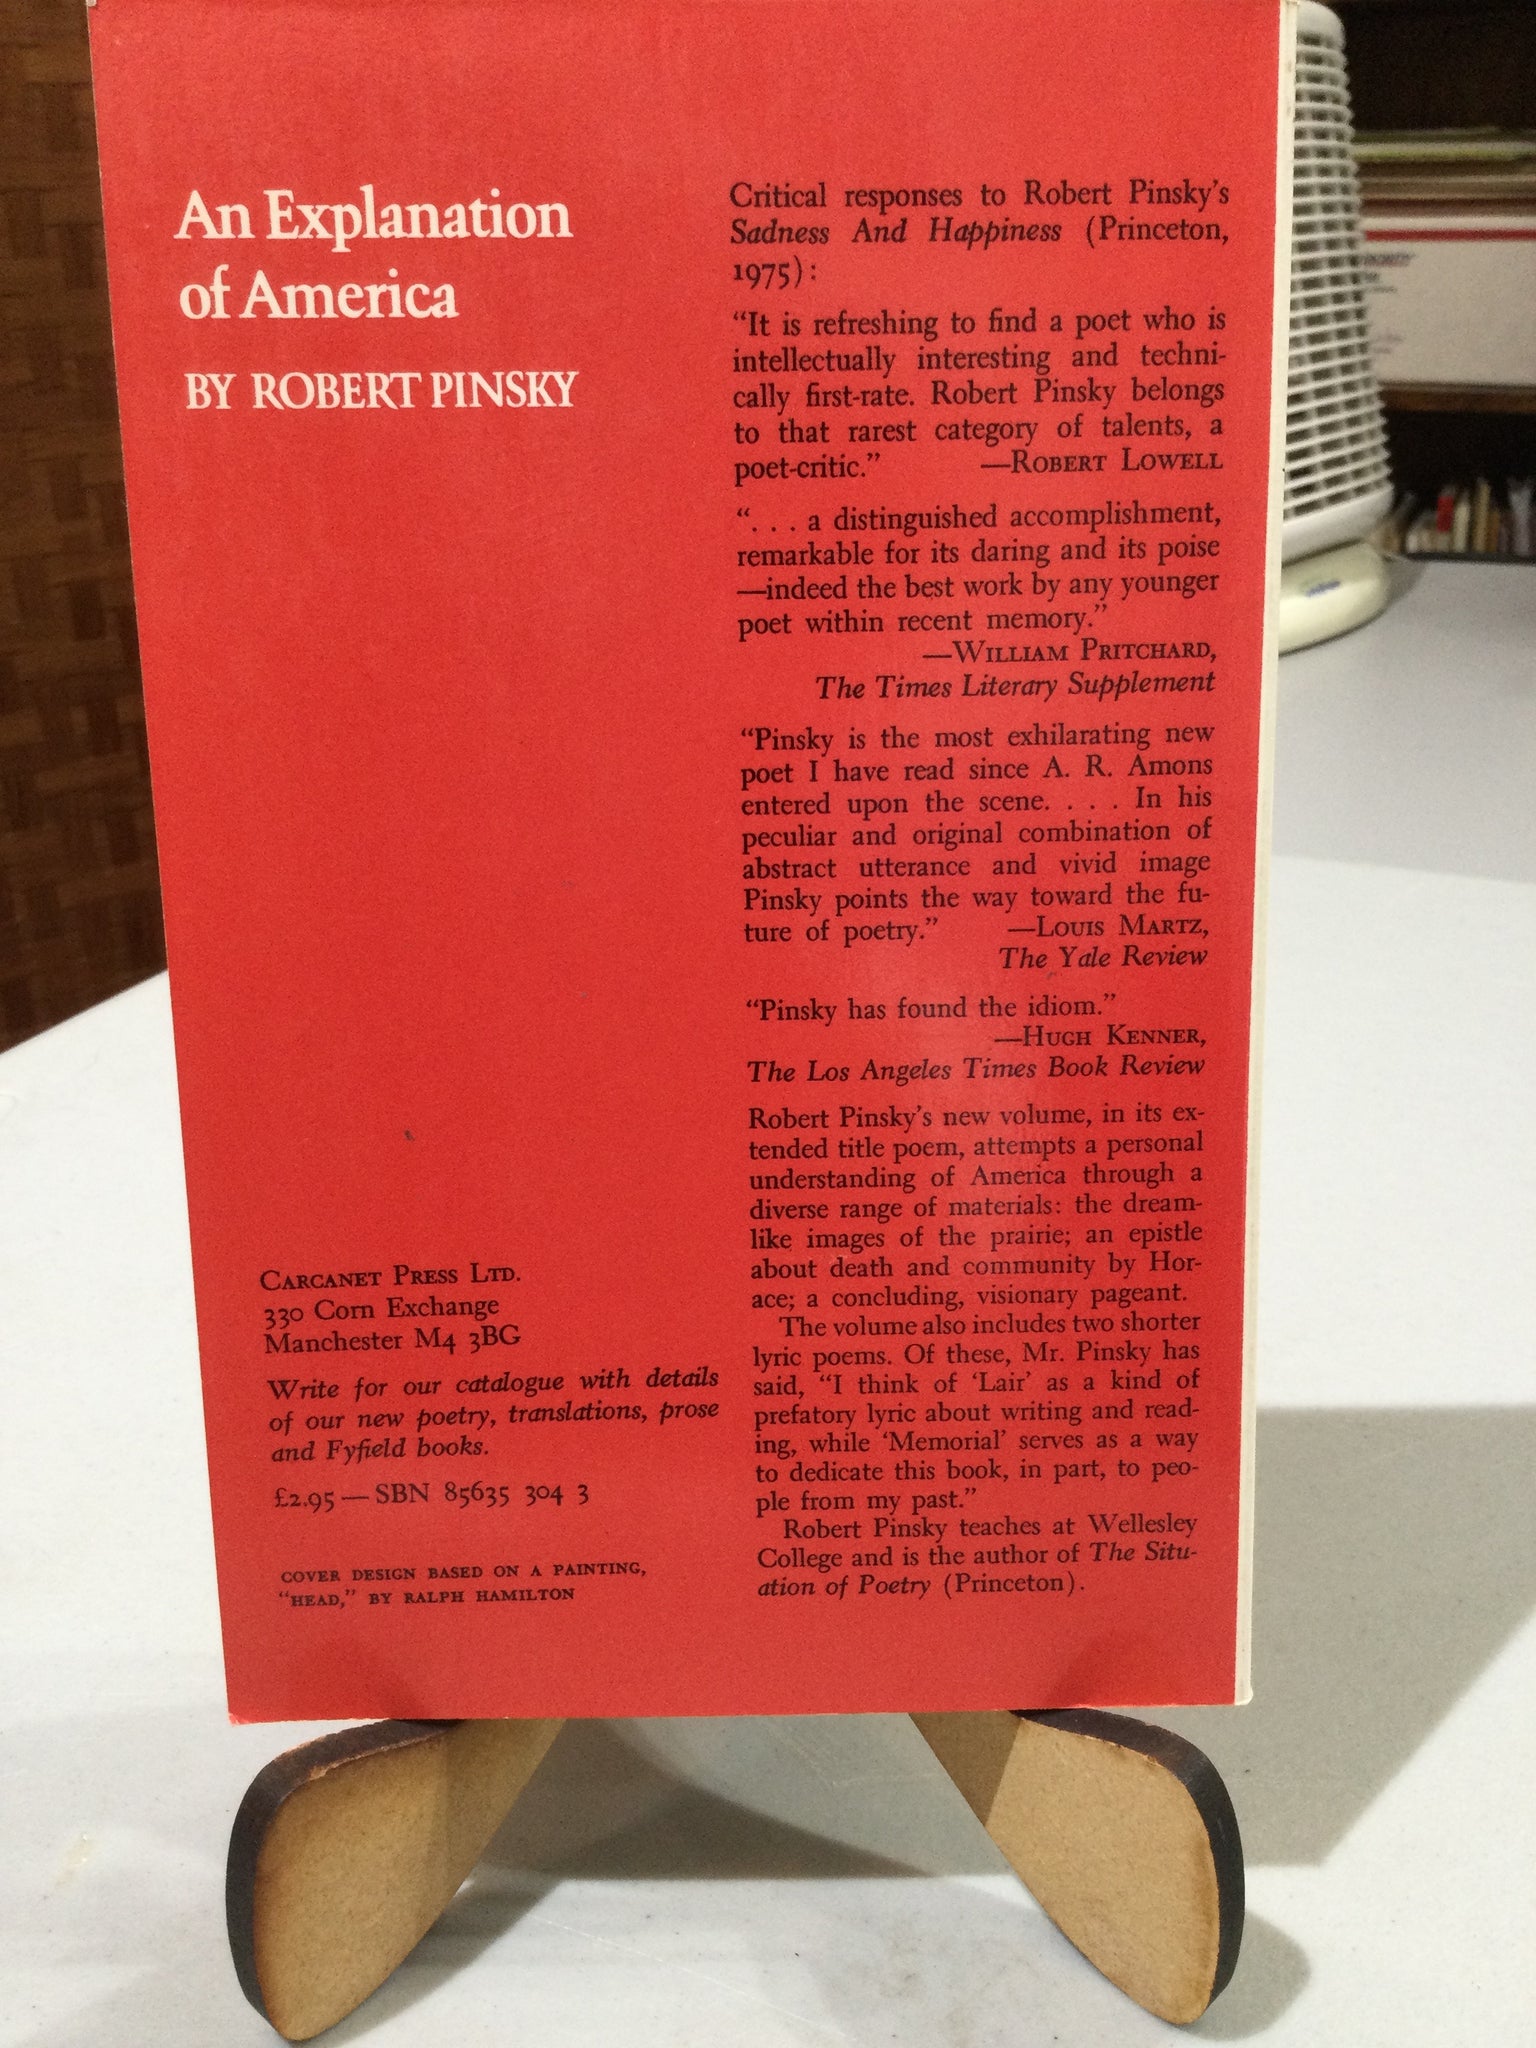 An Explanation
of America
BY ROBERT PINSKY
CARCANET PRESS LTD.
330 Corn Exchange
Manchester M4 3BG
Write for our catalogue with details
of our new poetry, translations, prose
and Fyfield books.
£2.95 — SBN 85635 304 3
COVER DESIGN BASED ON A PAINTING,
“HEAD,” BY RALPH HAMILTON
Critical responses to Robert Pinsky’s
Sadness And Happiness (Princeton,
1975):
“It is refreshing to find a poet who is
intellectually interesting and techni-
cally first-rate. Robert Pinsky belongs
to that rarest category of talents, a
poet-critic.” —ROBERT LOWELL
“. . . a distinguished accomplishment,
remarkable for its daring and its poise
—indeed the best work by any younger
poet within recent memory.”
—WILLIAM PRITCHARD,
The Times Literary Supplement
“Pinsky is the most exhilarating new
poet I have read since A. R. Amons
entered upon the scene. . . . In his
peculiar and original combination of
abstract utterance and vivid image
Pinsky points the way toward the fu-
ture of poetry.” —LOUIS MARTZ,
The Yale Review
“Pinsky has found the idiom.”
—HUGH KENNER,
The Los Angeles Times Book Review
Robert Pinsky’s new volume, in its ex-
tended title poem, attempts a personal
understanding of America through a
diverse range of materials: the dream-
like images of the prairie; an epistle
about death and community by Hor-
ace; a concluding, visionary pageant.
The volume also includes two shorter
lyric poems. Of these, Mr. Pinsky has
said, “I think of ‘Lair’ as a kind of
prefatory lyric about writing and read-
ing, while ‘Memorial’ serves as a way
to dedicate this book, in part, to peo-
ple from my past.”
Robert Pinsky teaches at Wellesley
College and is the author of The Situ-
ation of Poetry (Princeton).